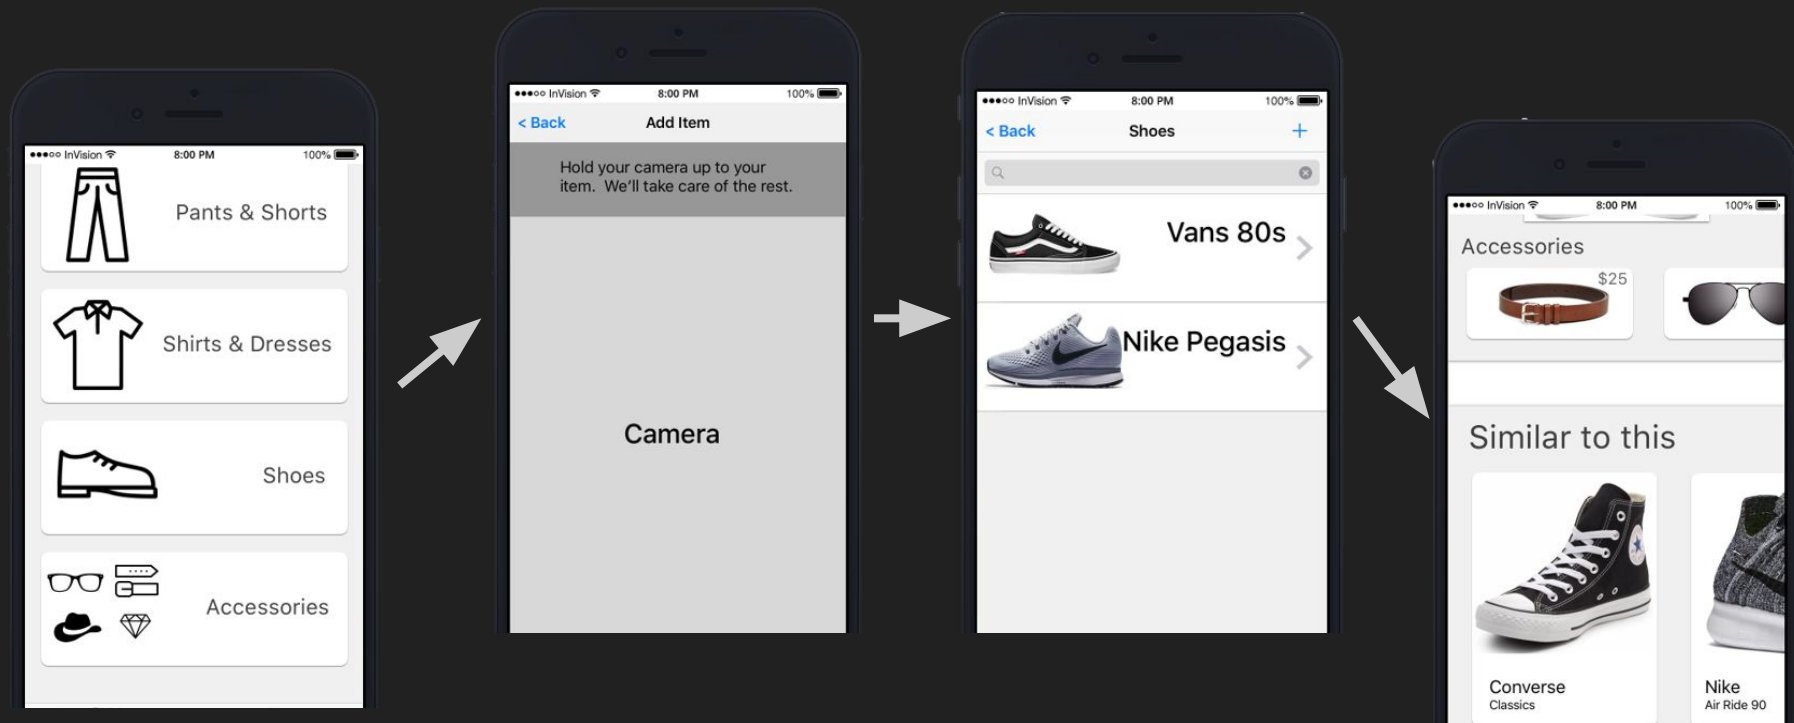 InVision 8:00 PM 100%
Pants & Shorts
Shirts & Dresses
Shoes
Accessories
InVision 8:00 PM 100%
< Back Add Item
Hold your camera up to your
item. We'll take care of the rest.
Camera
InVision 8:00 PM 100%
< Back Shoes +
Vans 80s
Nike Pegasis
InVision 8:00 PM 100%
Accessories
$25
Similar to this
Converse
Classics
Nike
Air Ride 90